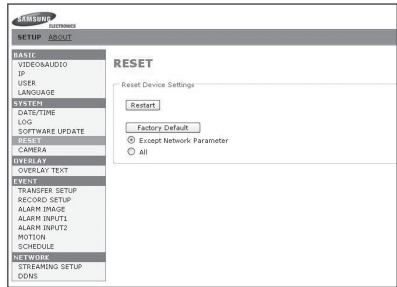 SAMSUNG
ELECTRONICS
SETUP ABOUT
BASIC
VIDEO&AUDIO
IP
USER
LANGUAGE
SYSTEM
DATE/TIME
LOG
SOFTWARE UPDATE
RESET
CAMERA
OVERLAY
OVERLAY TEXT
EVENT
TRANSFER SETUP
RECORD SETUP
ALARM IMAGE
ALARM INPUT1
ALARM INPUT2
MOTION
SCHEDULE
NETWORK
STREAMING SETUP
DDNS
RESET
Reset Device Settings
Restart
Factory Default
Except Network Parameter
All